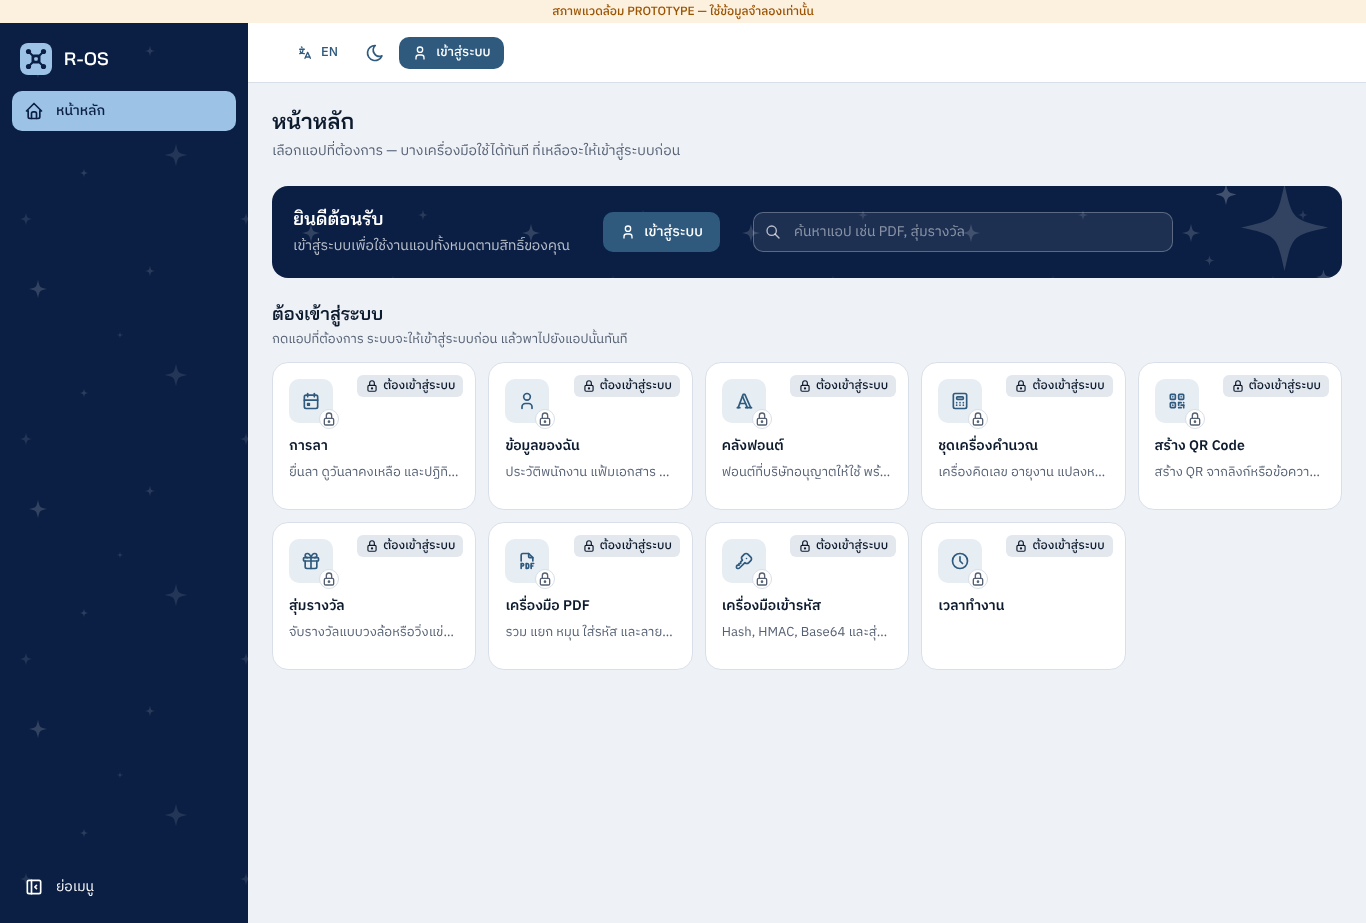 สภาพแวดล้อม PROTOTYPE — ใช้ข้อมูลจำลองเท่านั้น
R-OS
หน้าหลัก
EN
เข้าสู่ระบบ
หน้าหลัก
เลือกแอปที่ต้องการ — บางเครื่องมือใช้ได้ทันที ที่เหลือจะให้เข้าสู่ระบบก่อน
ยินดีต้อนรับ
เข้าสู่ระบบเพื่อใช้งานแอปทั้งหมดตามสิทธิ์ของคุณ
เข้าสู่ระบบ
ค้นหาแอป เช่น PDF, สุ่มรางวัล
ต้องเข้าสู่ระบบ
กดแอปที่ต้องการ ระบบจะให้เข้าสู่ระบบก่อน แล้วพาไปยังแอปนั้นทันที
ต้องเข้าสู่ระบบ
การลา
ยื่นลา ดูวันลาคงเหลือ และปฏิทิ...
ต้องเข้าสู่ระบบ
ข้อมูลของฉัน
ประวัติพนักงาน แฟ้มเอกสาร ...
ต้องเข้าสู่ระบบ
คลังฟอนต์
ฟอนต์ที่บริษัทอนุญาตให้ใช้ พร้...
ต้องเข้าสู่ระบบ
ชุดเครื่องคำนวณ
เครื่องคิดเลข อายุงาน แปลงห...
ต้องเข้าสู่ระบบ
สร้าง QR Code
สร้าง QR จากลิงก์หรือข้อควา...
ต้องเข้าสู่ระบบ
สุ่มรางวัล
จับรางวัลแบบวงล้อหรือวิ่งแข่...
ต้องเข้าสู่ระบบ
เครื่องมือ PDF
รวม แยก หมุน ใส่รหัส และลาย...
ต้องเข้าสู่ระบบ
เครื่องมือเข้ารหัส
Hash, HMAC, Base64 และสุ่...
ต้องเข้าสู่ระบบ
เวลาทำงาน
ย่อเมนู